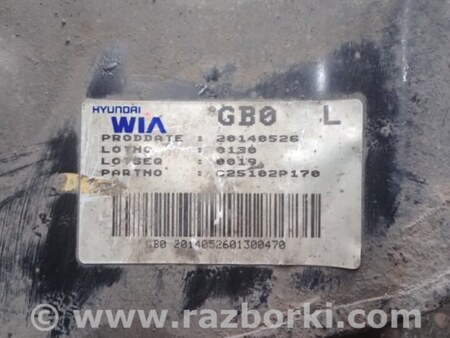 HYUNDAI
WIA
GB0 L
PRODDATE : 20140526
LOTNO : 0130
LOTSEQ : 0019
PARTNO : C25102P170
GB0 2014052601300470
www.razborki.com